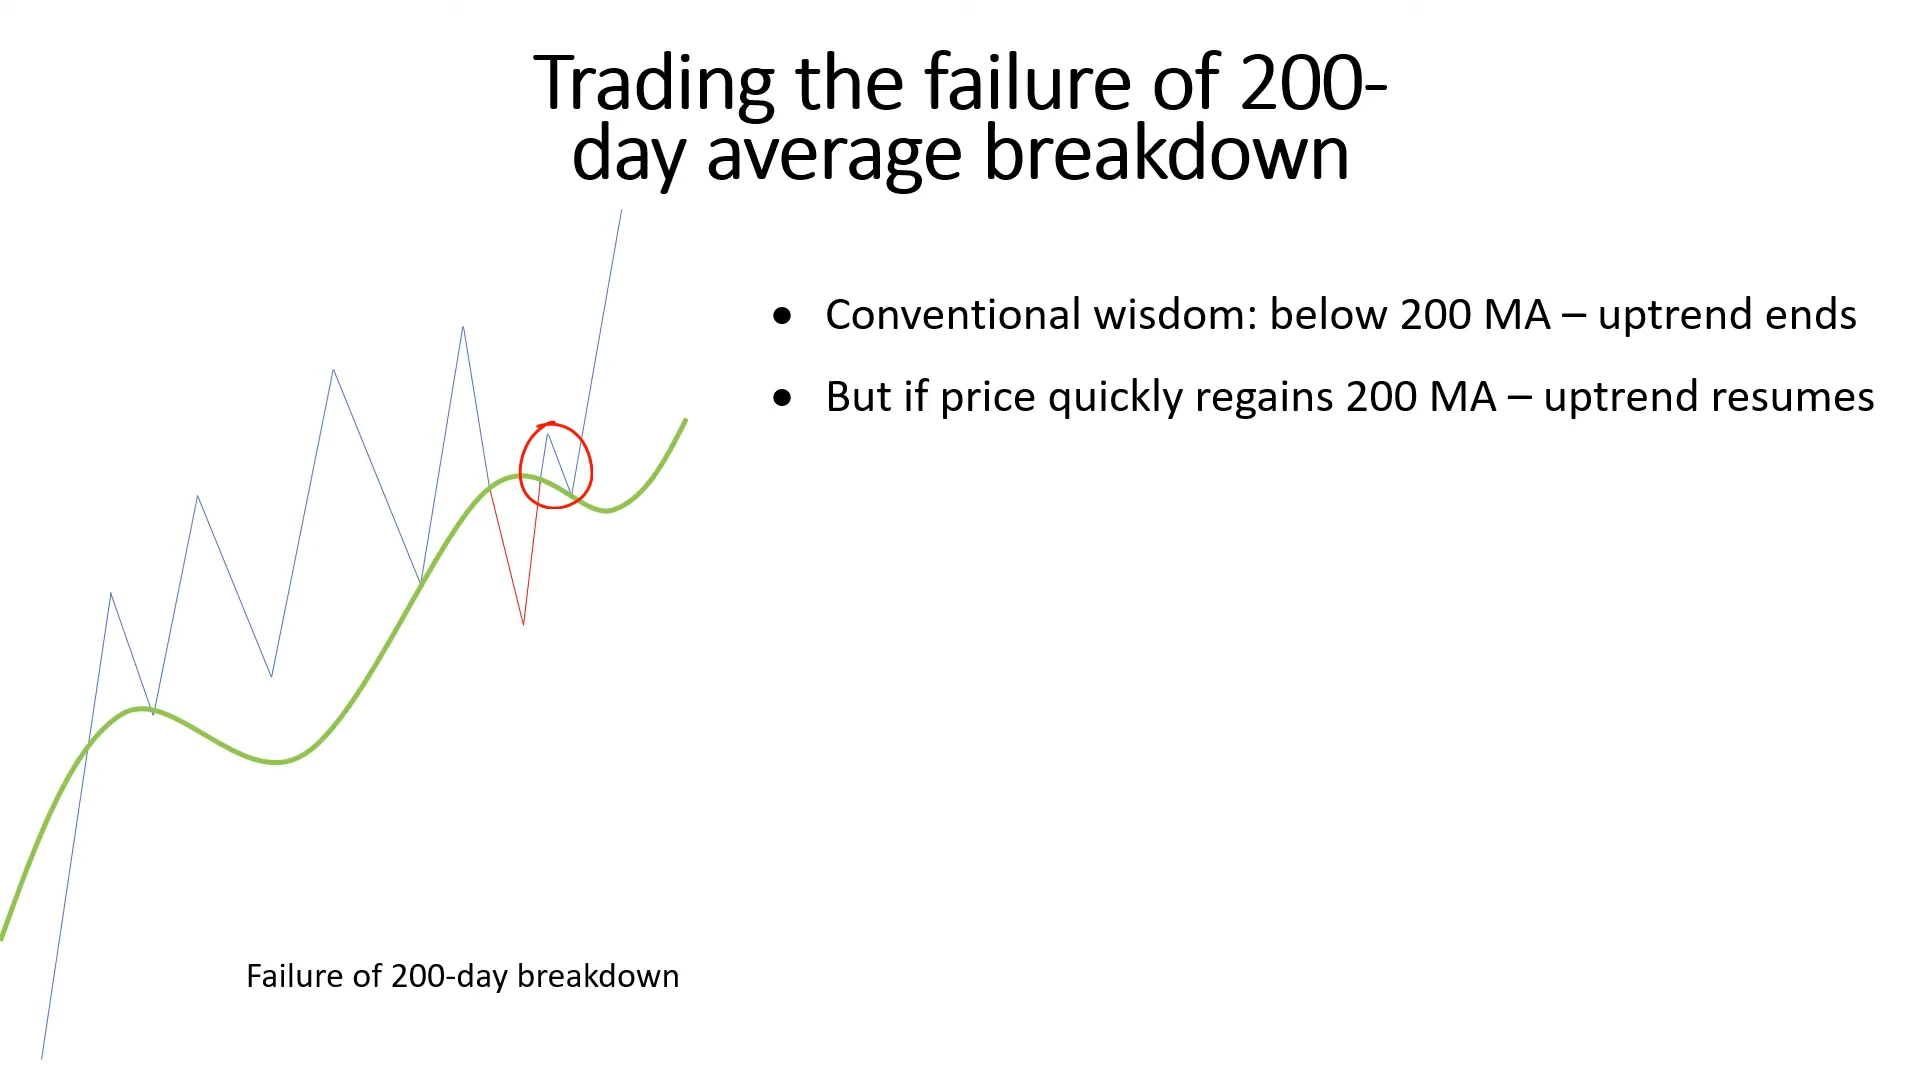 Trading the failure of 200-
day average breakdown
● Conventional wisdom: below 200 MA – uptrend ends
● But if price quickly regains 200 MA – uptrend resumes
Failure of 200-day breakdown